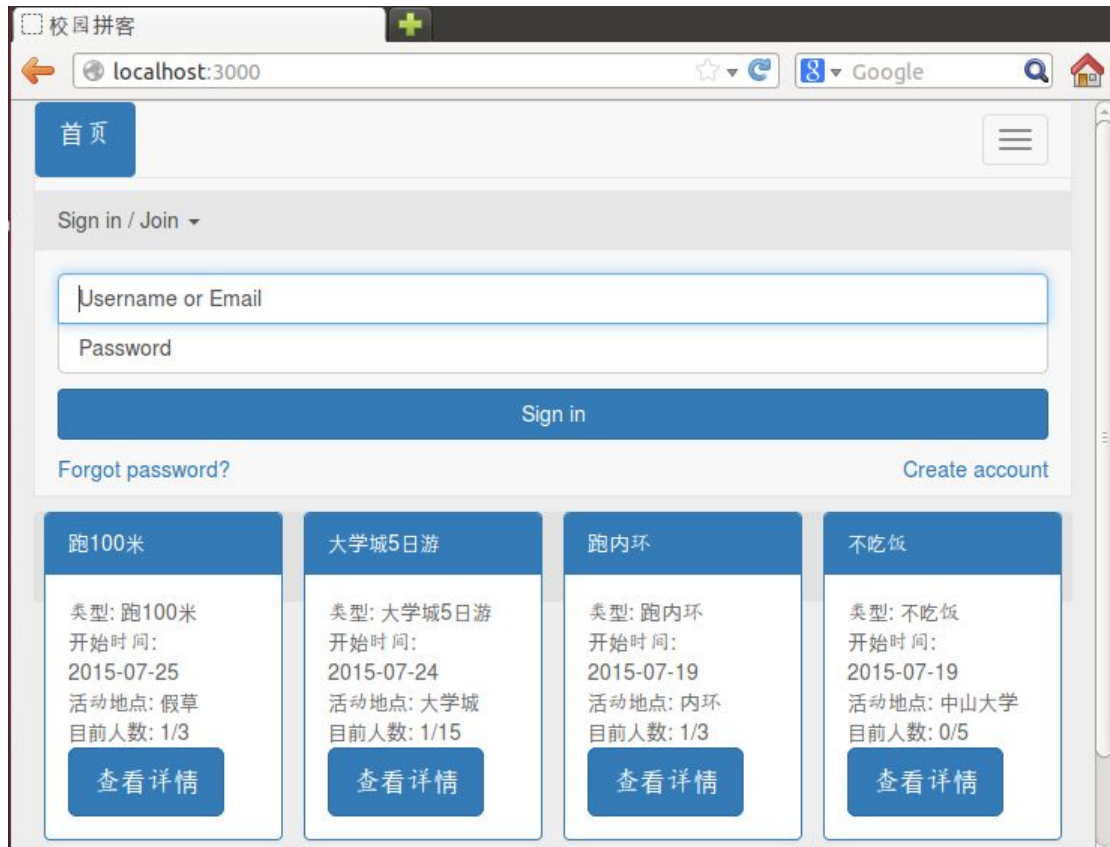 校园拼客
localhost:3000
Google
首页
Sign in / Join
Username or Email
Password
Sign in
Forgot password?
Create account
跑100米
类型: 跑100米
开始时间:
2015-07-25
活动地点: 假草
目前人数: 1/3
查看详情
大学城5日游
类型: 大学城5日游
开始时间:
2015-07-24
活动地点: 大学城
目前人数: 1/15
查看详情
跑内环
类型: 跑内环
开始时间:
2015-07-19
活动地点: 内环
目前人数: 1/3
查看详情
不吃饭
类型: 不吃饭
开始时间:
2015-07-19
活动地点: 中山大学
目前人数: 0/5
查看详情